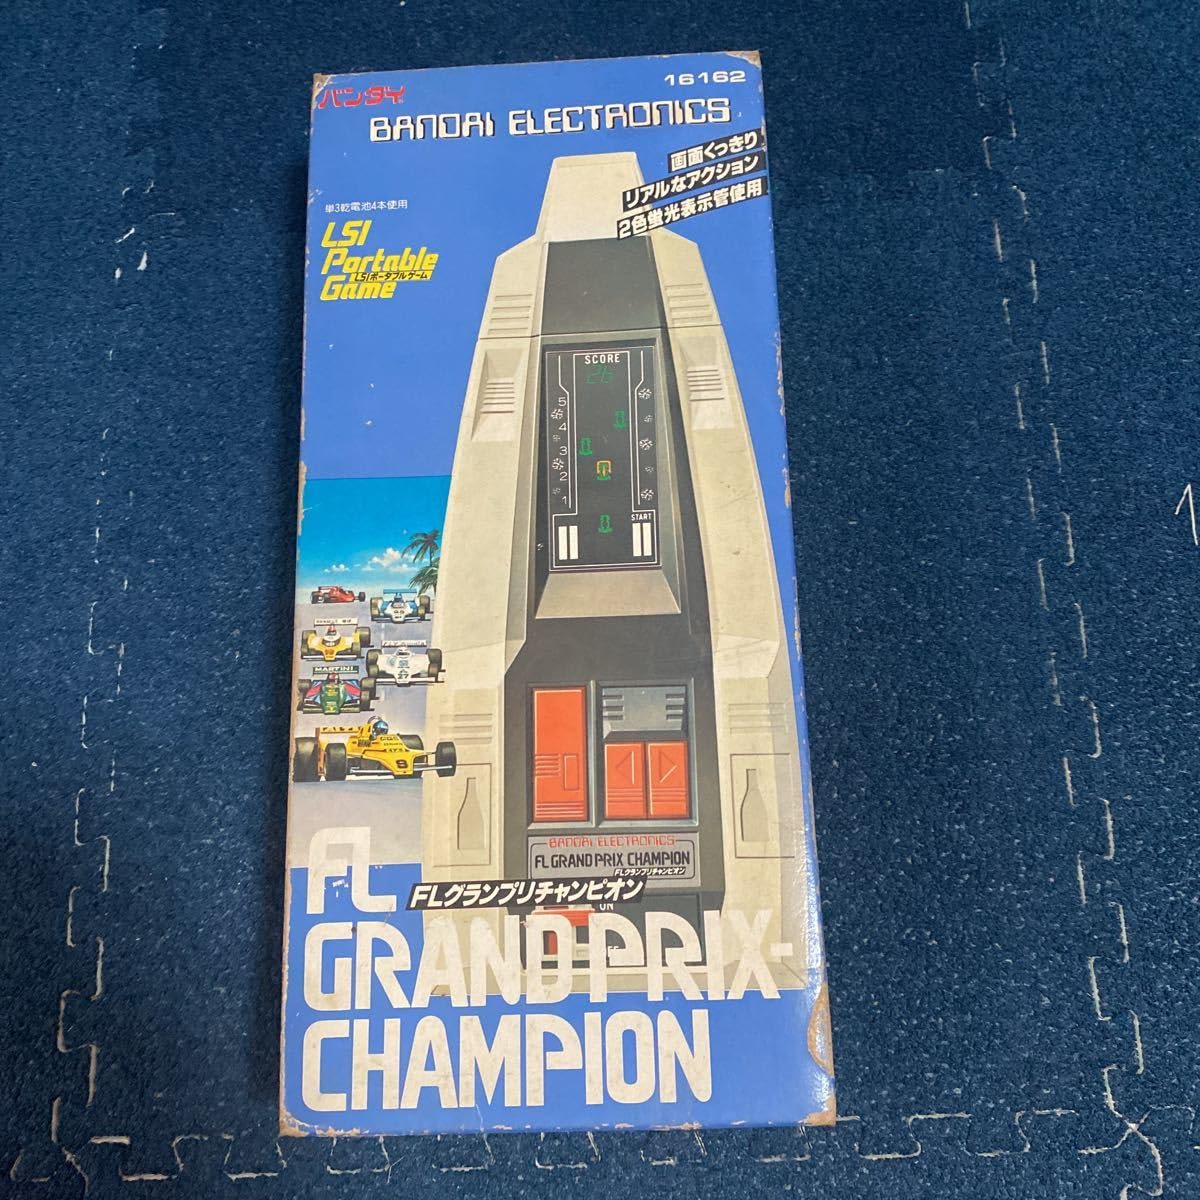 バンダイ
16162
BANDAI ELECTRONICS
画面くっきり
リアルなアクション
2色蛍光表示管使用
単3乾電池4本使用
LSI
Portable
LSIポータブルゲーム
Game
SCORE
26
5
4
3
2
1
START
MARTINI
27
8
BANDAI ELECTRONICS
FL GRAND PRIX CHAMPION
FLグランプリチャンピオン
ON
FL
FLグランプリチャンピオン
GRAND PRIX-
CHAMPION